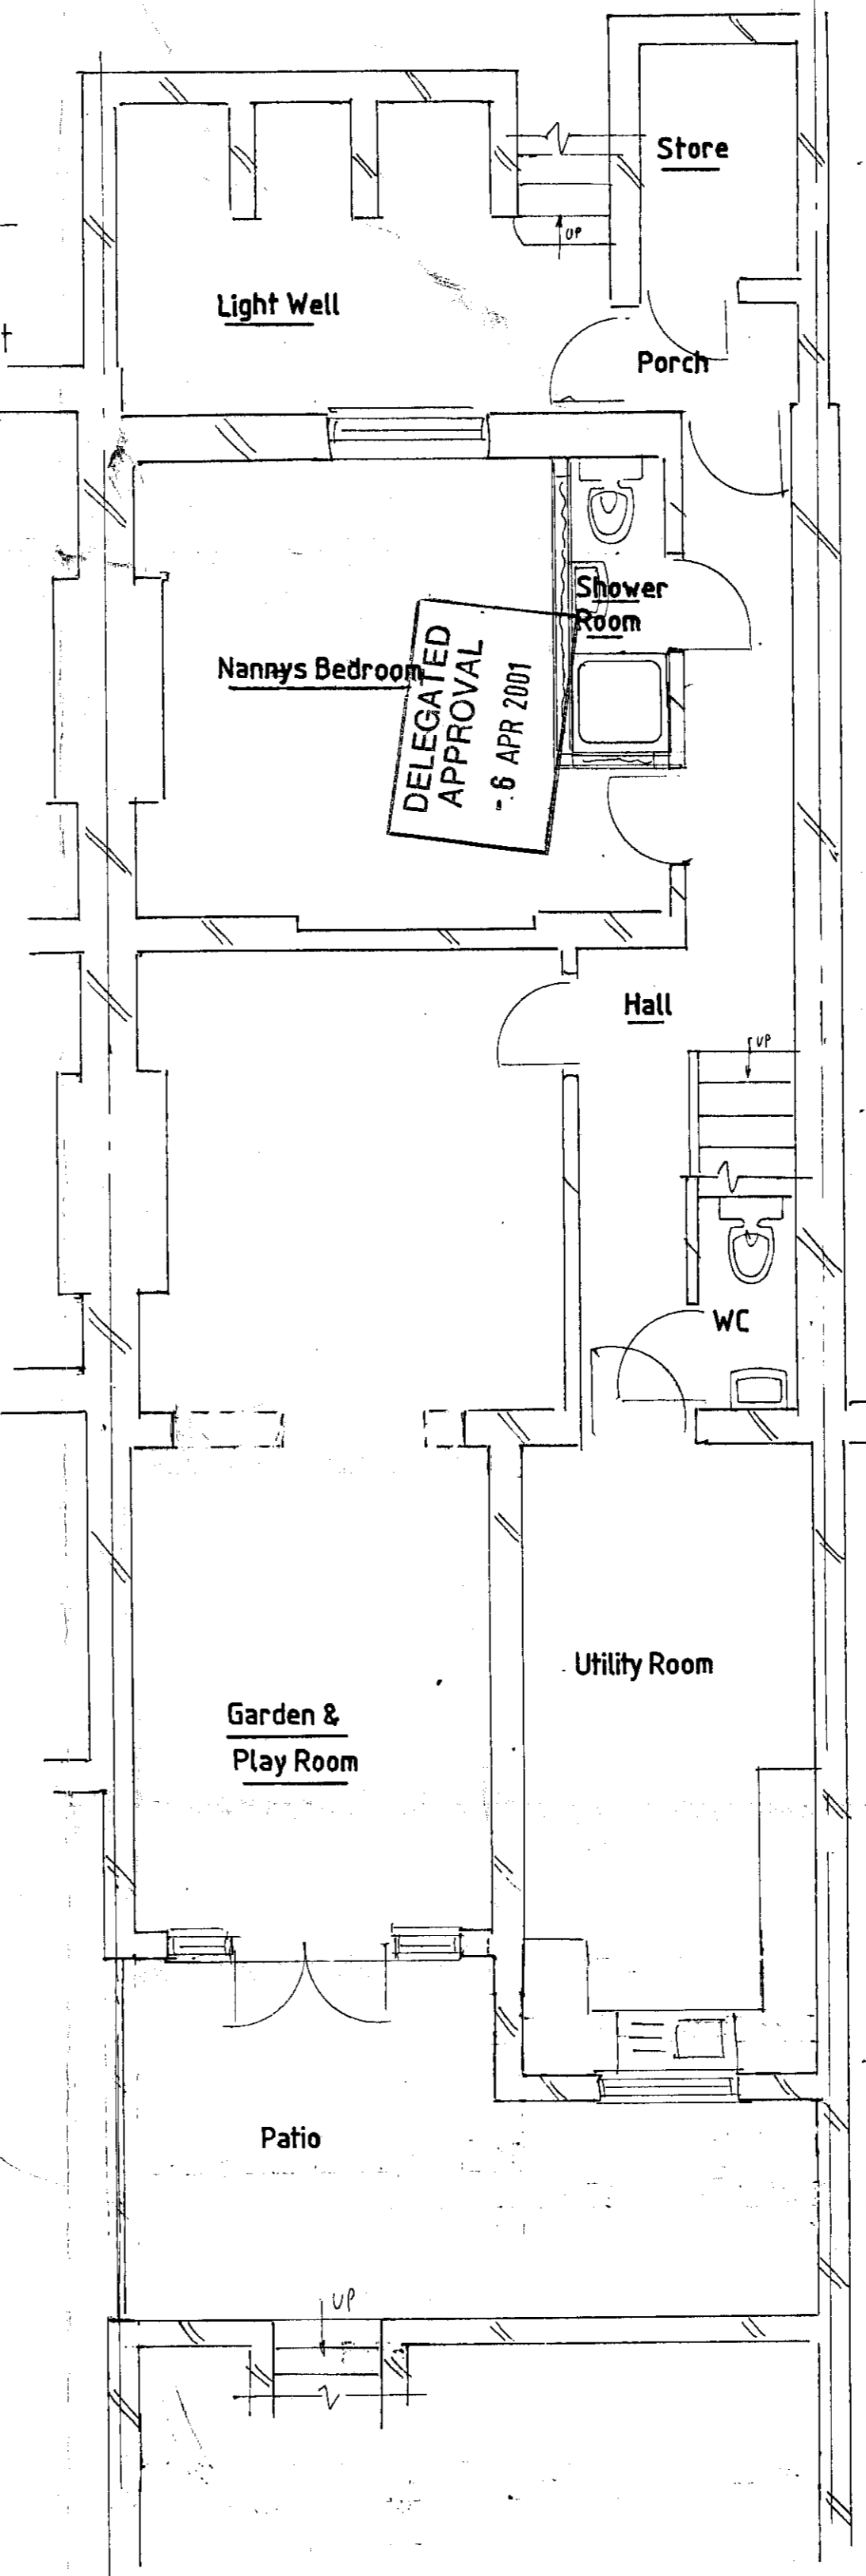 Store
UP
Light Well
Porch
Shower
Room
Nannys Bedroom
DELEGATED
APPROVAL
-.6 APR 2001
Hall
UP
WC
Utility Room
Garden &
Play Room
Patio
UP